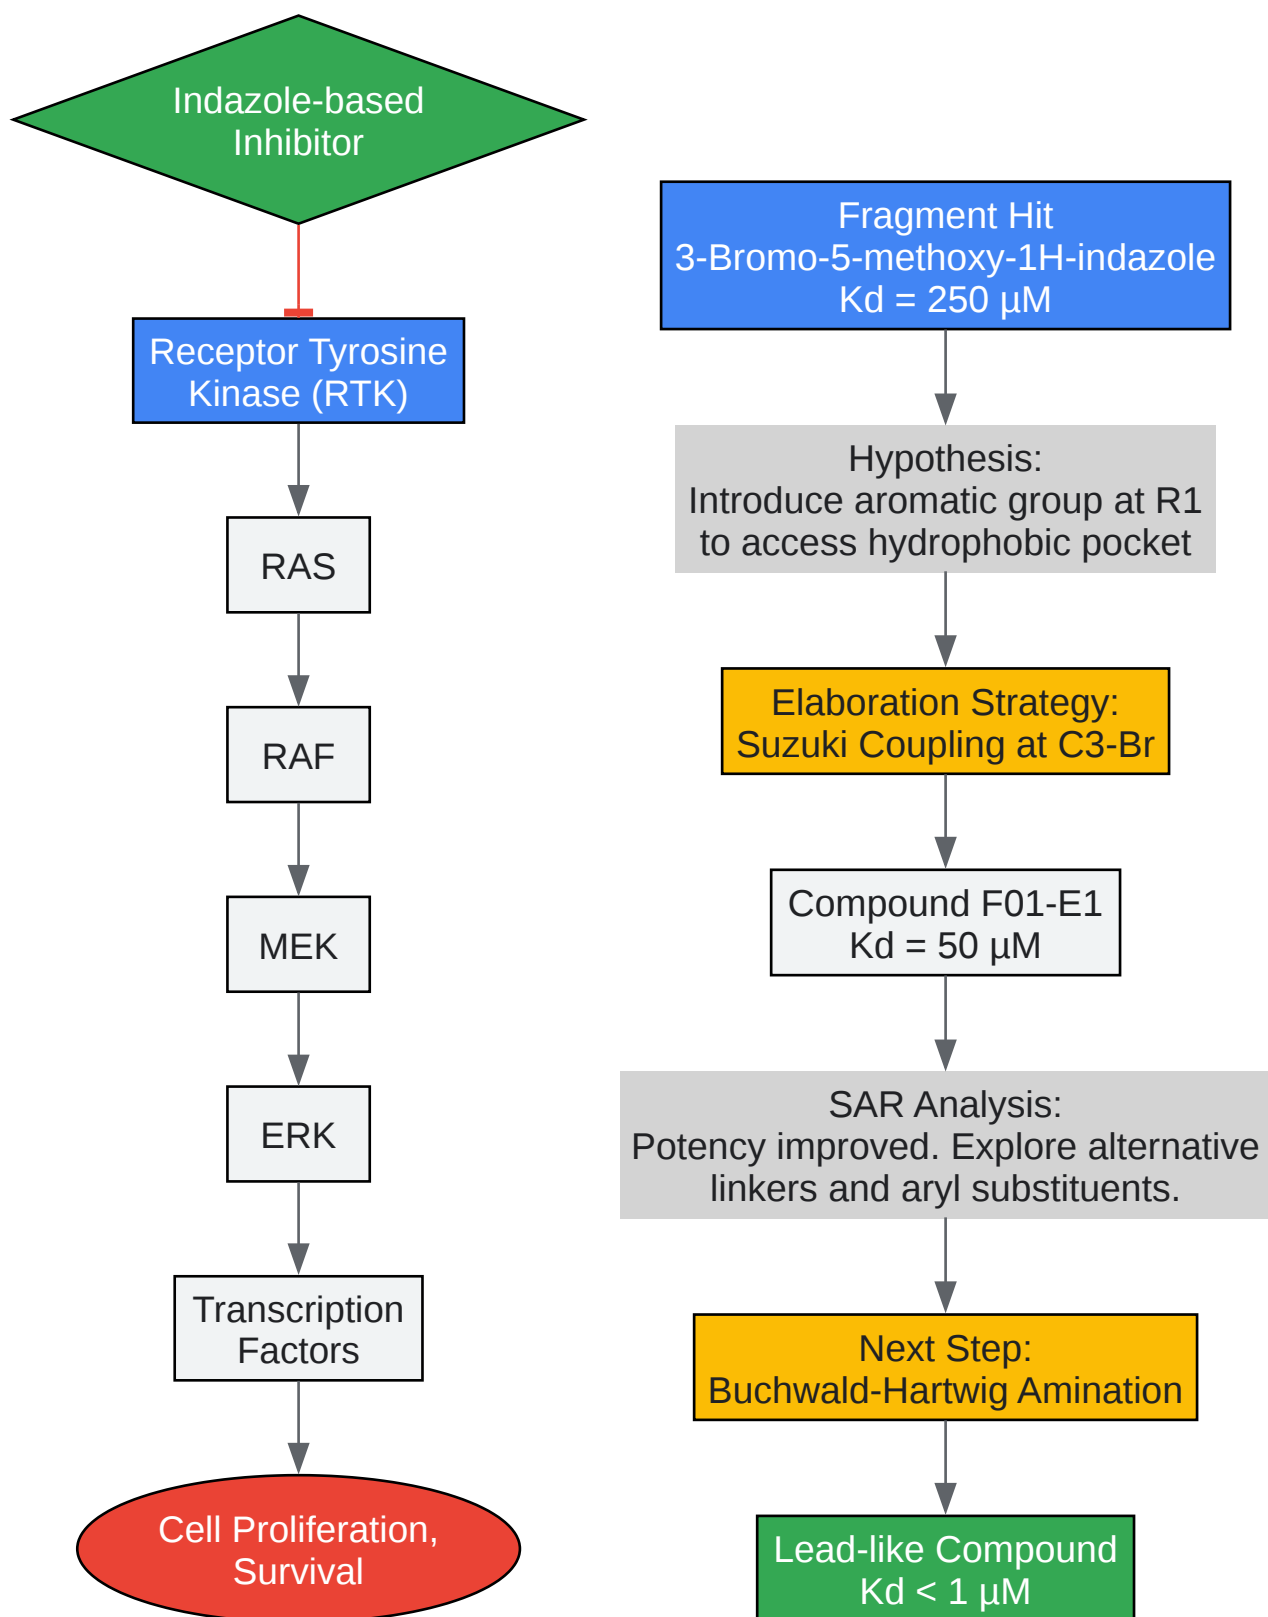 Indazole-based
Inhibitor
Receptor Tyrosine
Kinase (RTK)
RAS
RAF
MEK
ERK
Transcription
Factors
Cell Proliferation,
Survival
Fragment Hit
3-Bromo-5-methoxy-1H-indazole
Kd = 250 µM
Hypothesis:
Introduce aromatic group at R1
to access hydrophobic pocket
Elaboration Strategy:
Suzuki Coupling at C3-Br
Compound F01-E1
Kd = 50 µM
SAR Analysis:
Potency improved. Explore alternative
linkers and aryl substituents.
Next Step:
Buchwald-Hartwig Amination
Lead-like Compound
Kd < 1 µM